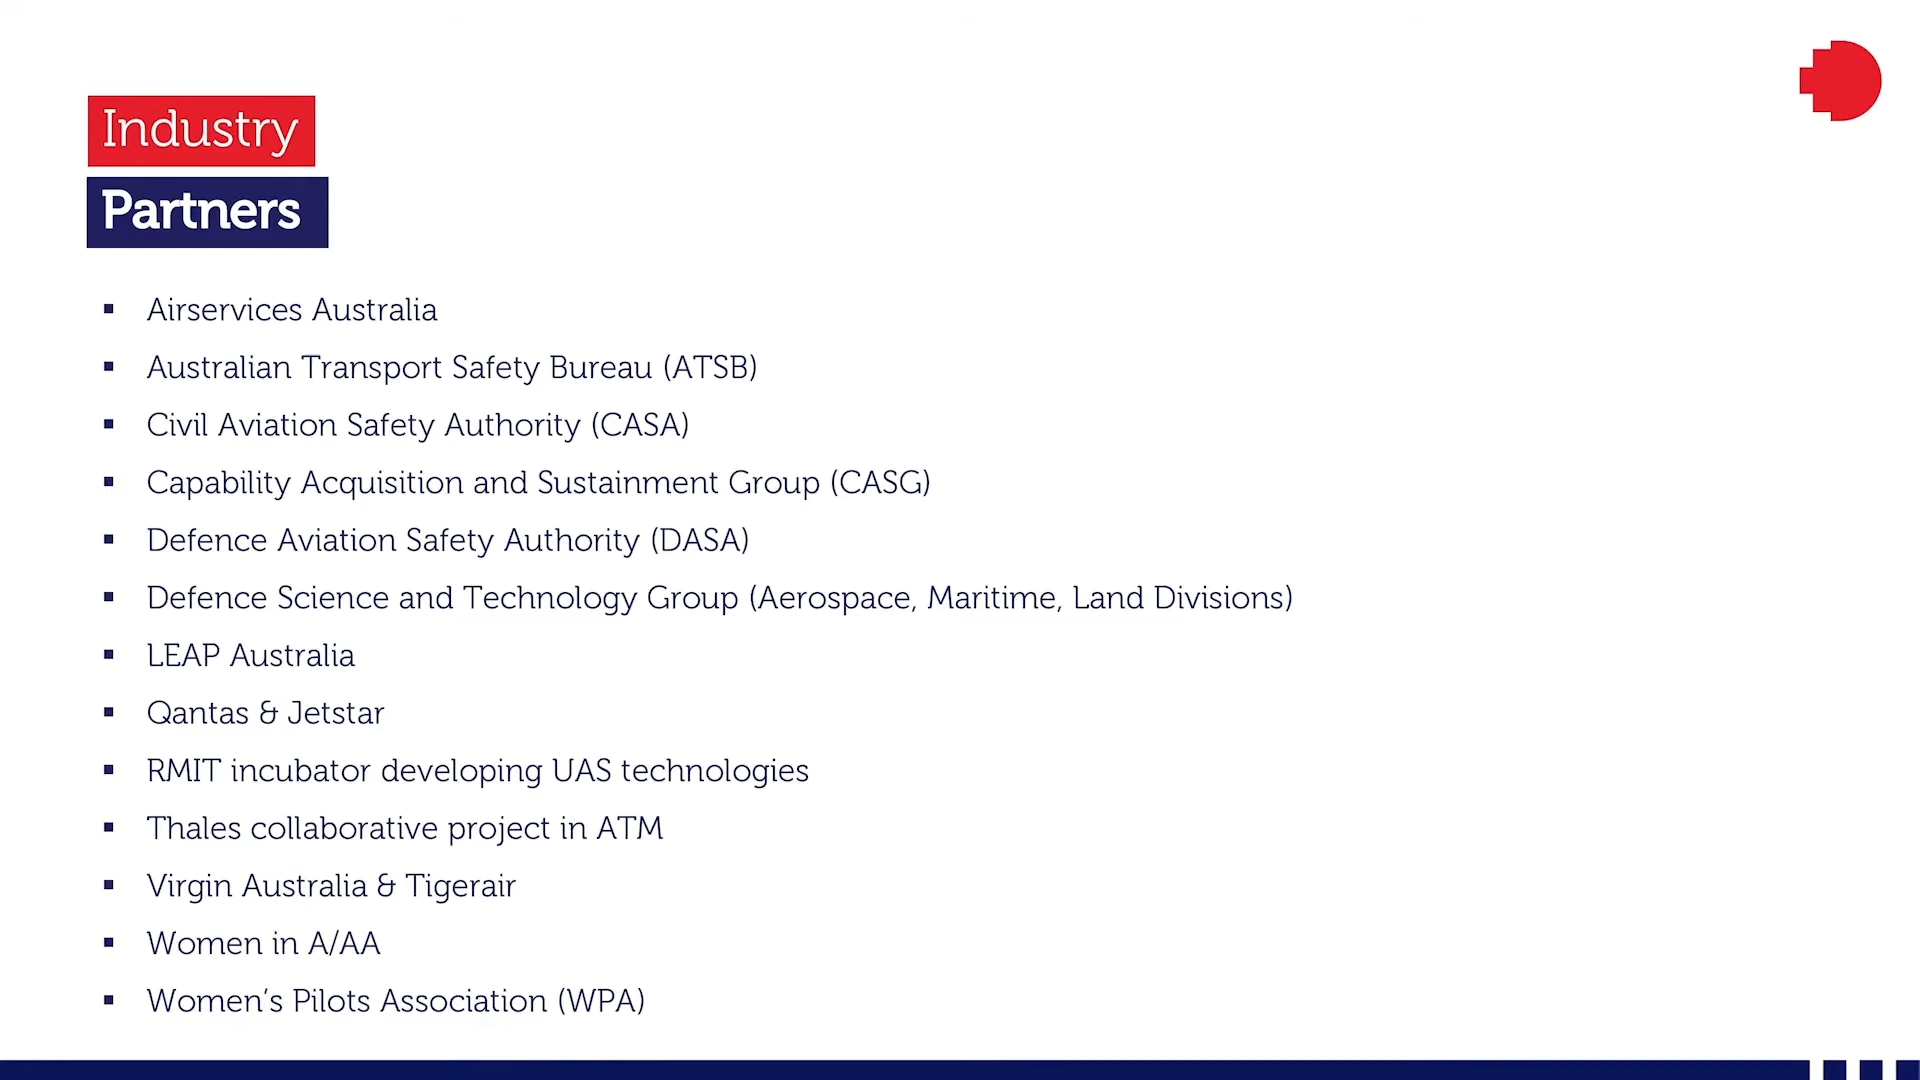 Industry
Partners
▪ Airservices Australia
▪ Australian Transport Safety Bureau (ATSB)
▪ Civil Aviation Safety Authority (CASA)
▪ Capability Acquisition and Sustainment Group (CASG)
▪ Defence Aviation Safety Authority (DASA)
▪ Defence Science and Technology Group (Aerospace, Maritime, Land Divisions)
▪ LEAP Australia
▪ Qantas & Jetstar
▪ RMIT incubator developing UAS technologies
▪ Thales collaborative project in ATM
▪ Virgin Australia & Tigerair
▪ Women in A/AA
▪ Women’s Pilots Association (WPA)